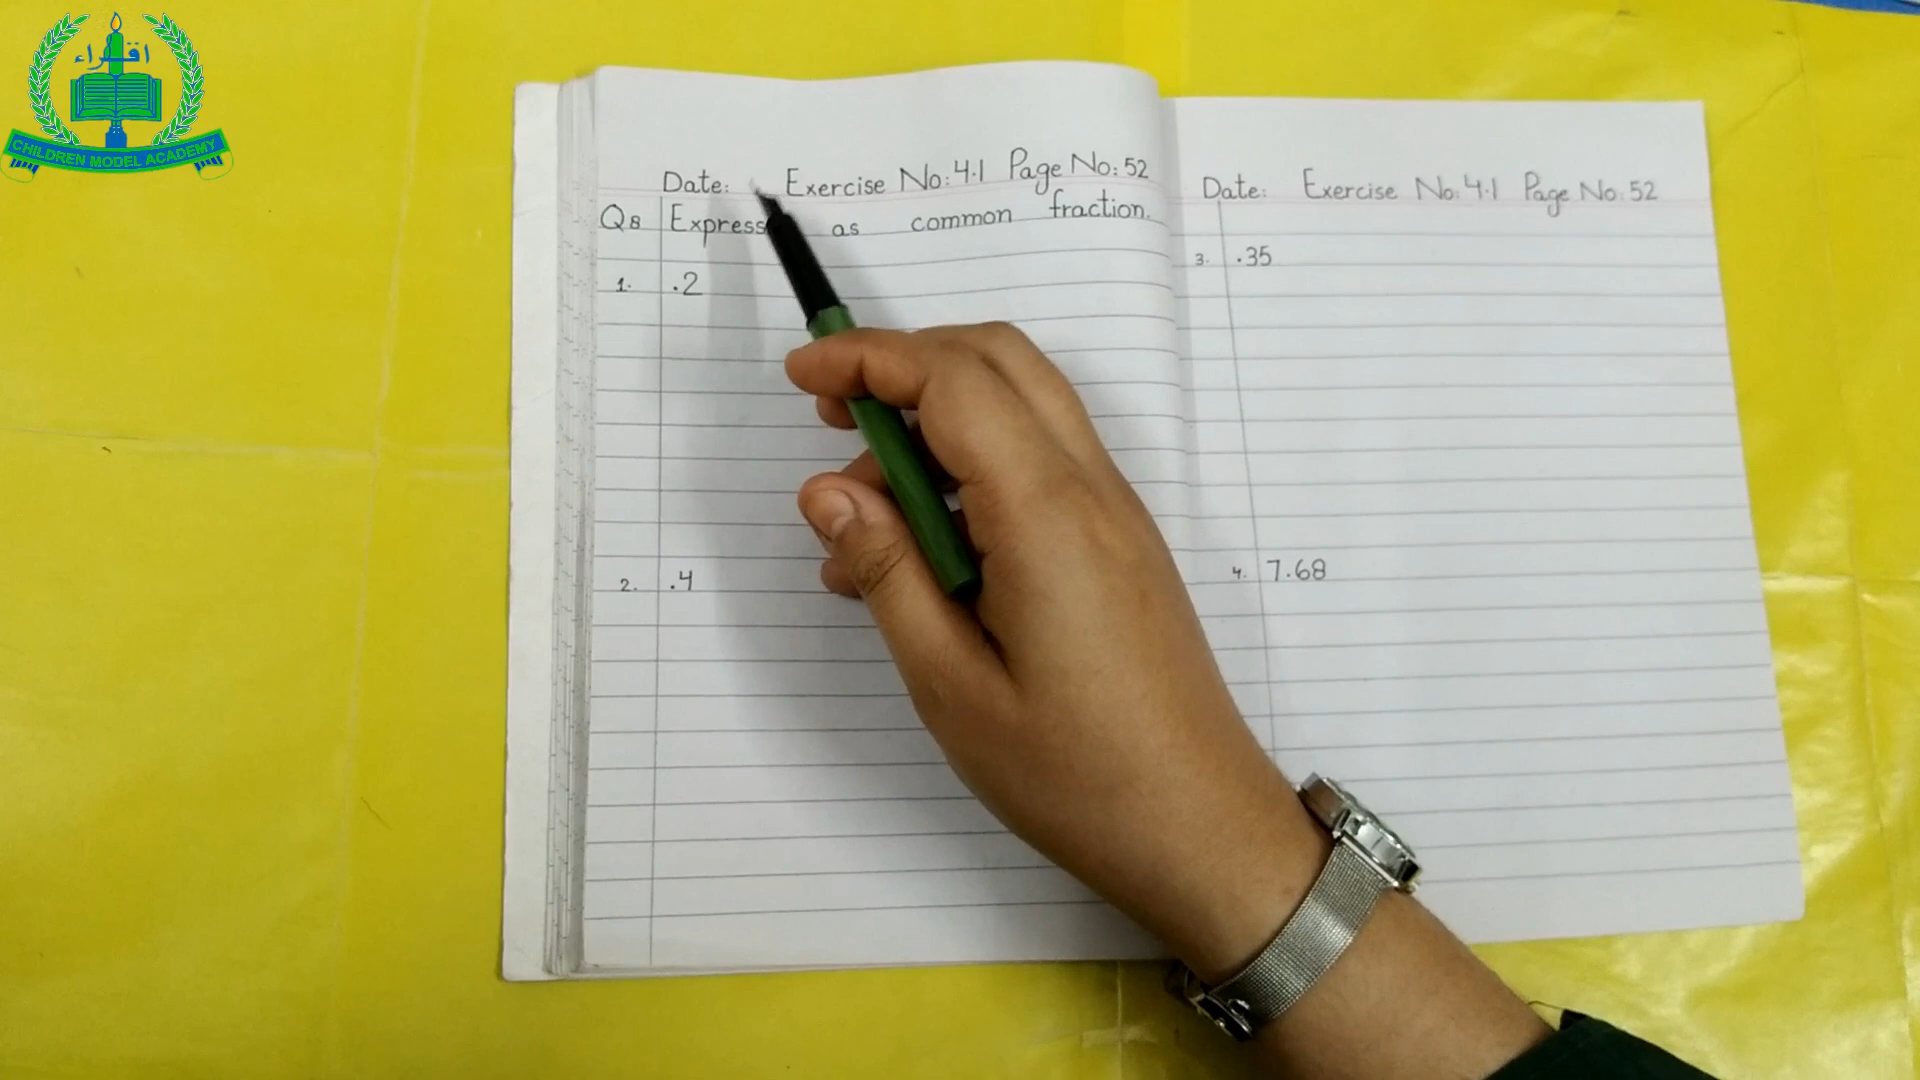 اقراء
CHILDREN MODEL ACADEMY
Date: Exercise No: 4.1 Page No: 52
Q8 Express as common fraction.
1. .2
2. .4
Date: Exercise No: 4.1 Page No: 52
3. .35
4. 7.68